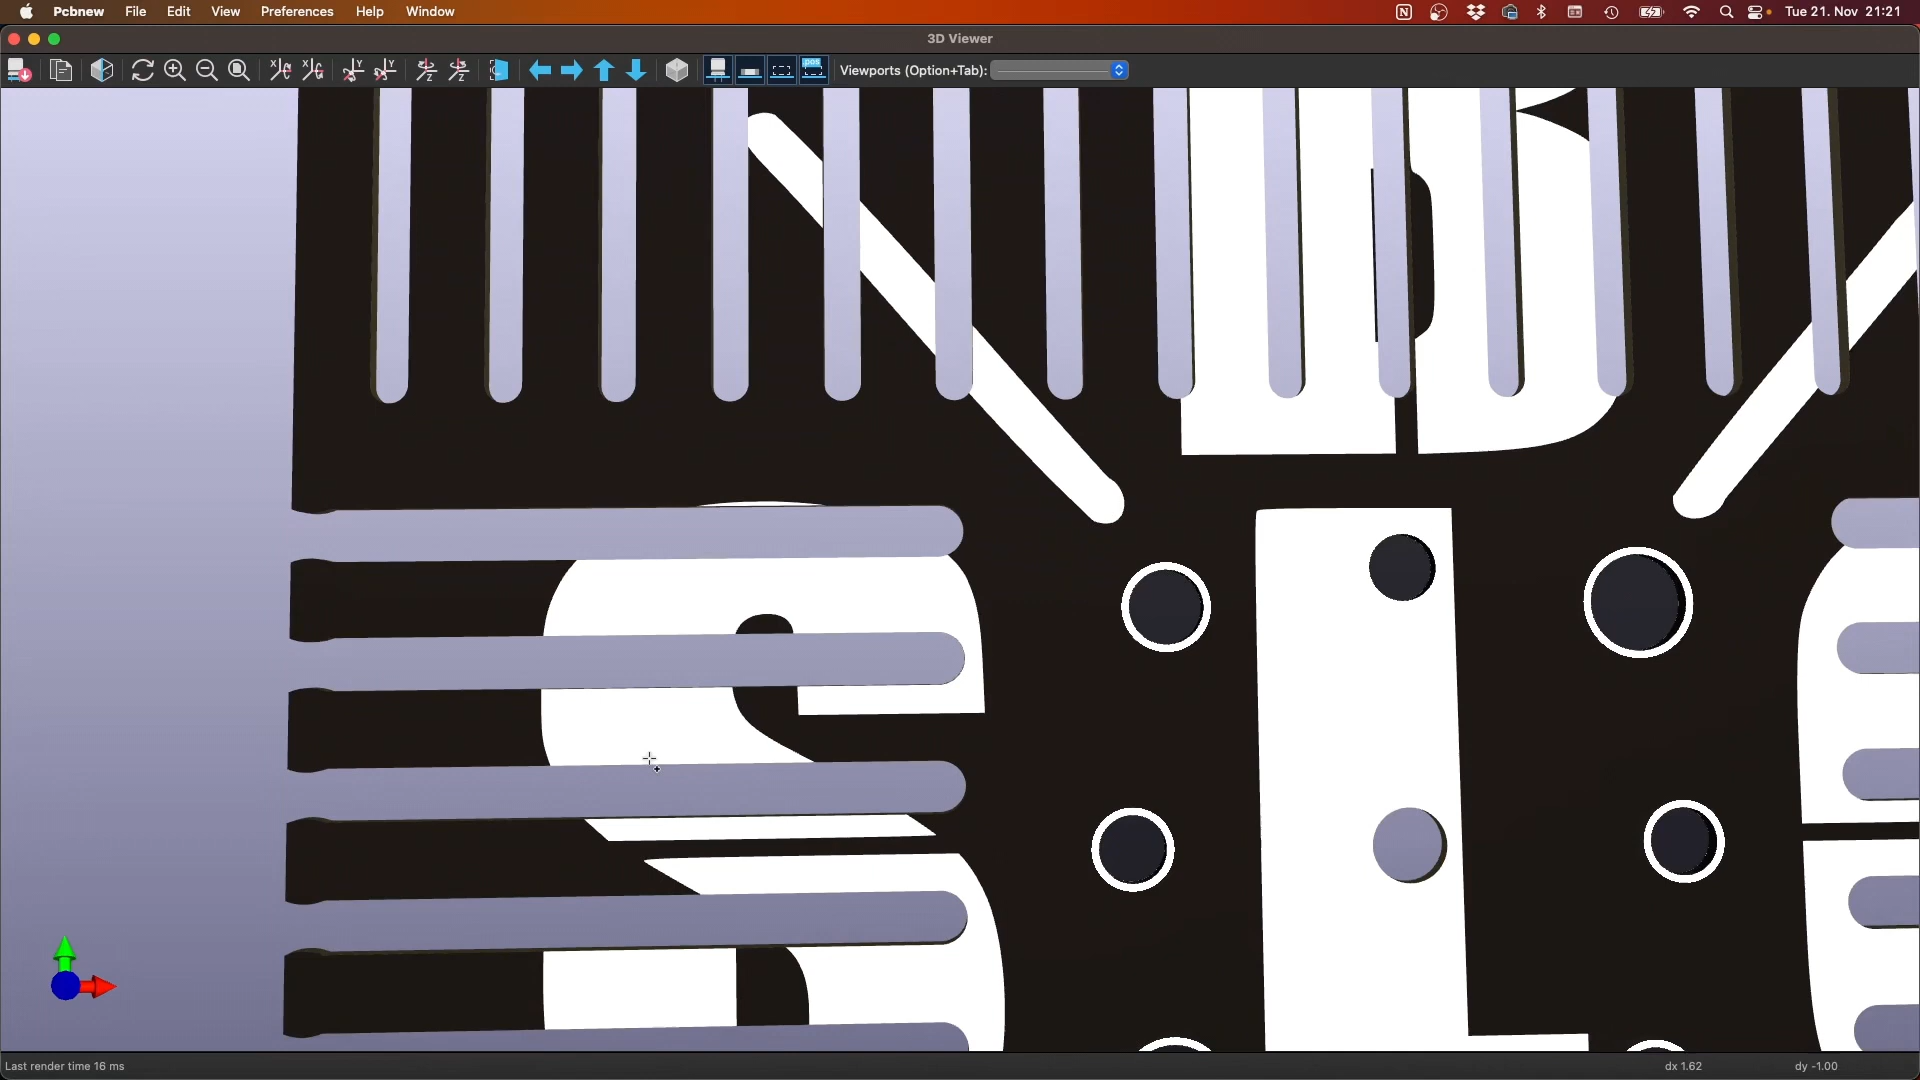 Pcbnew File Edit View Preferences Help Window Tue 21. Nov 21:21
3D Viewer
Viewports (Option+Tab):
Last render time 16 ms dx 1.62 dy -1.00